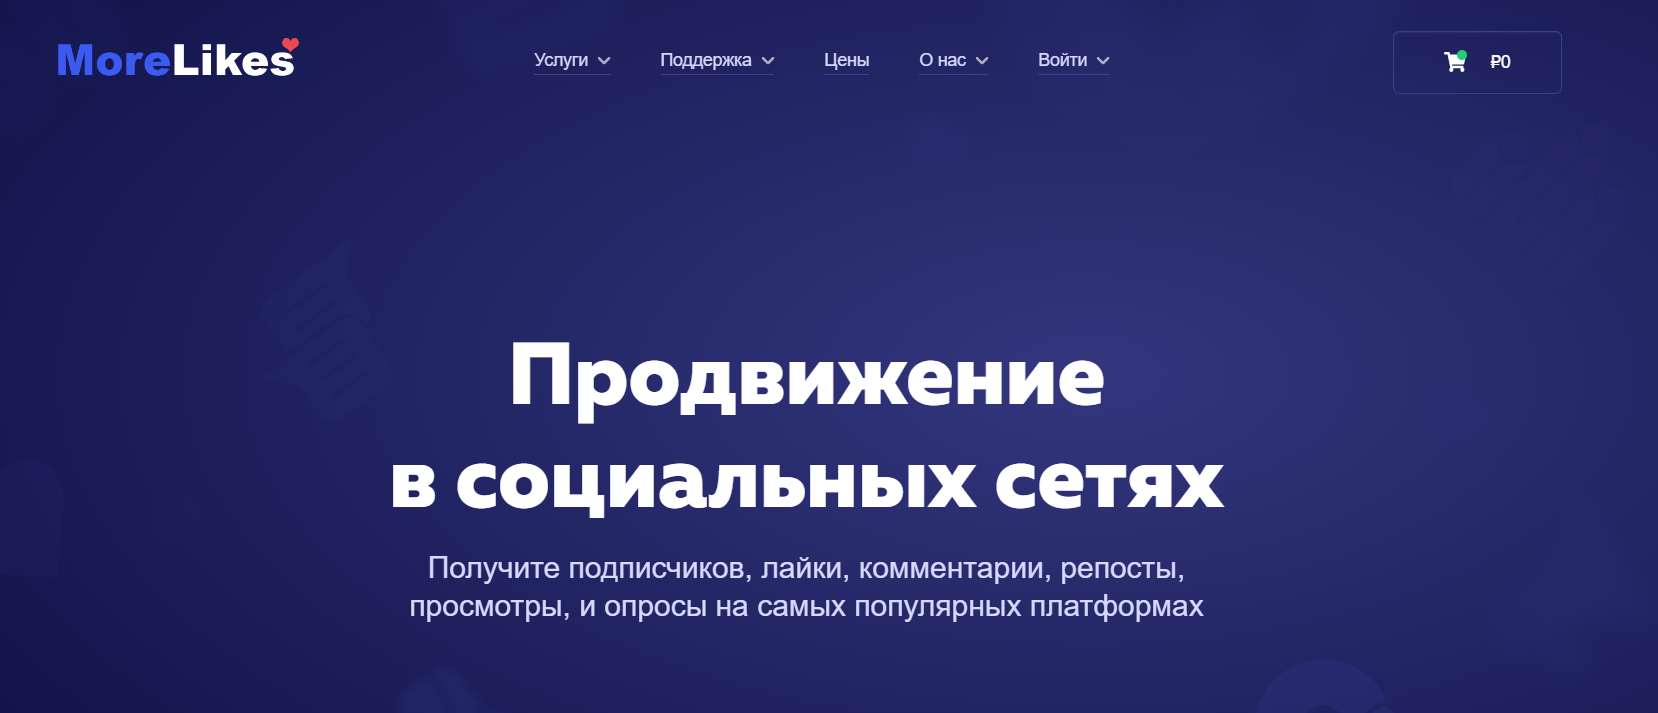 MoreLikes
Услуги
Поддержка
Цены
О нас
Войти
₽0
Продвижение
в социальных сетях
Получите подписчиков, лайки, комментарии, репосты,
просмотры, и опросы на самых популярных платформах